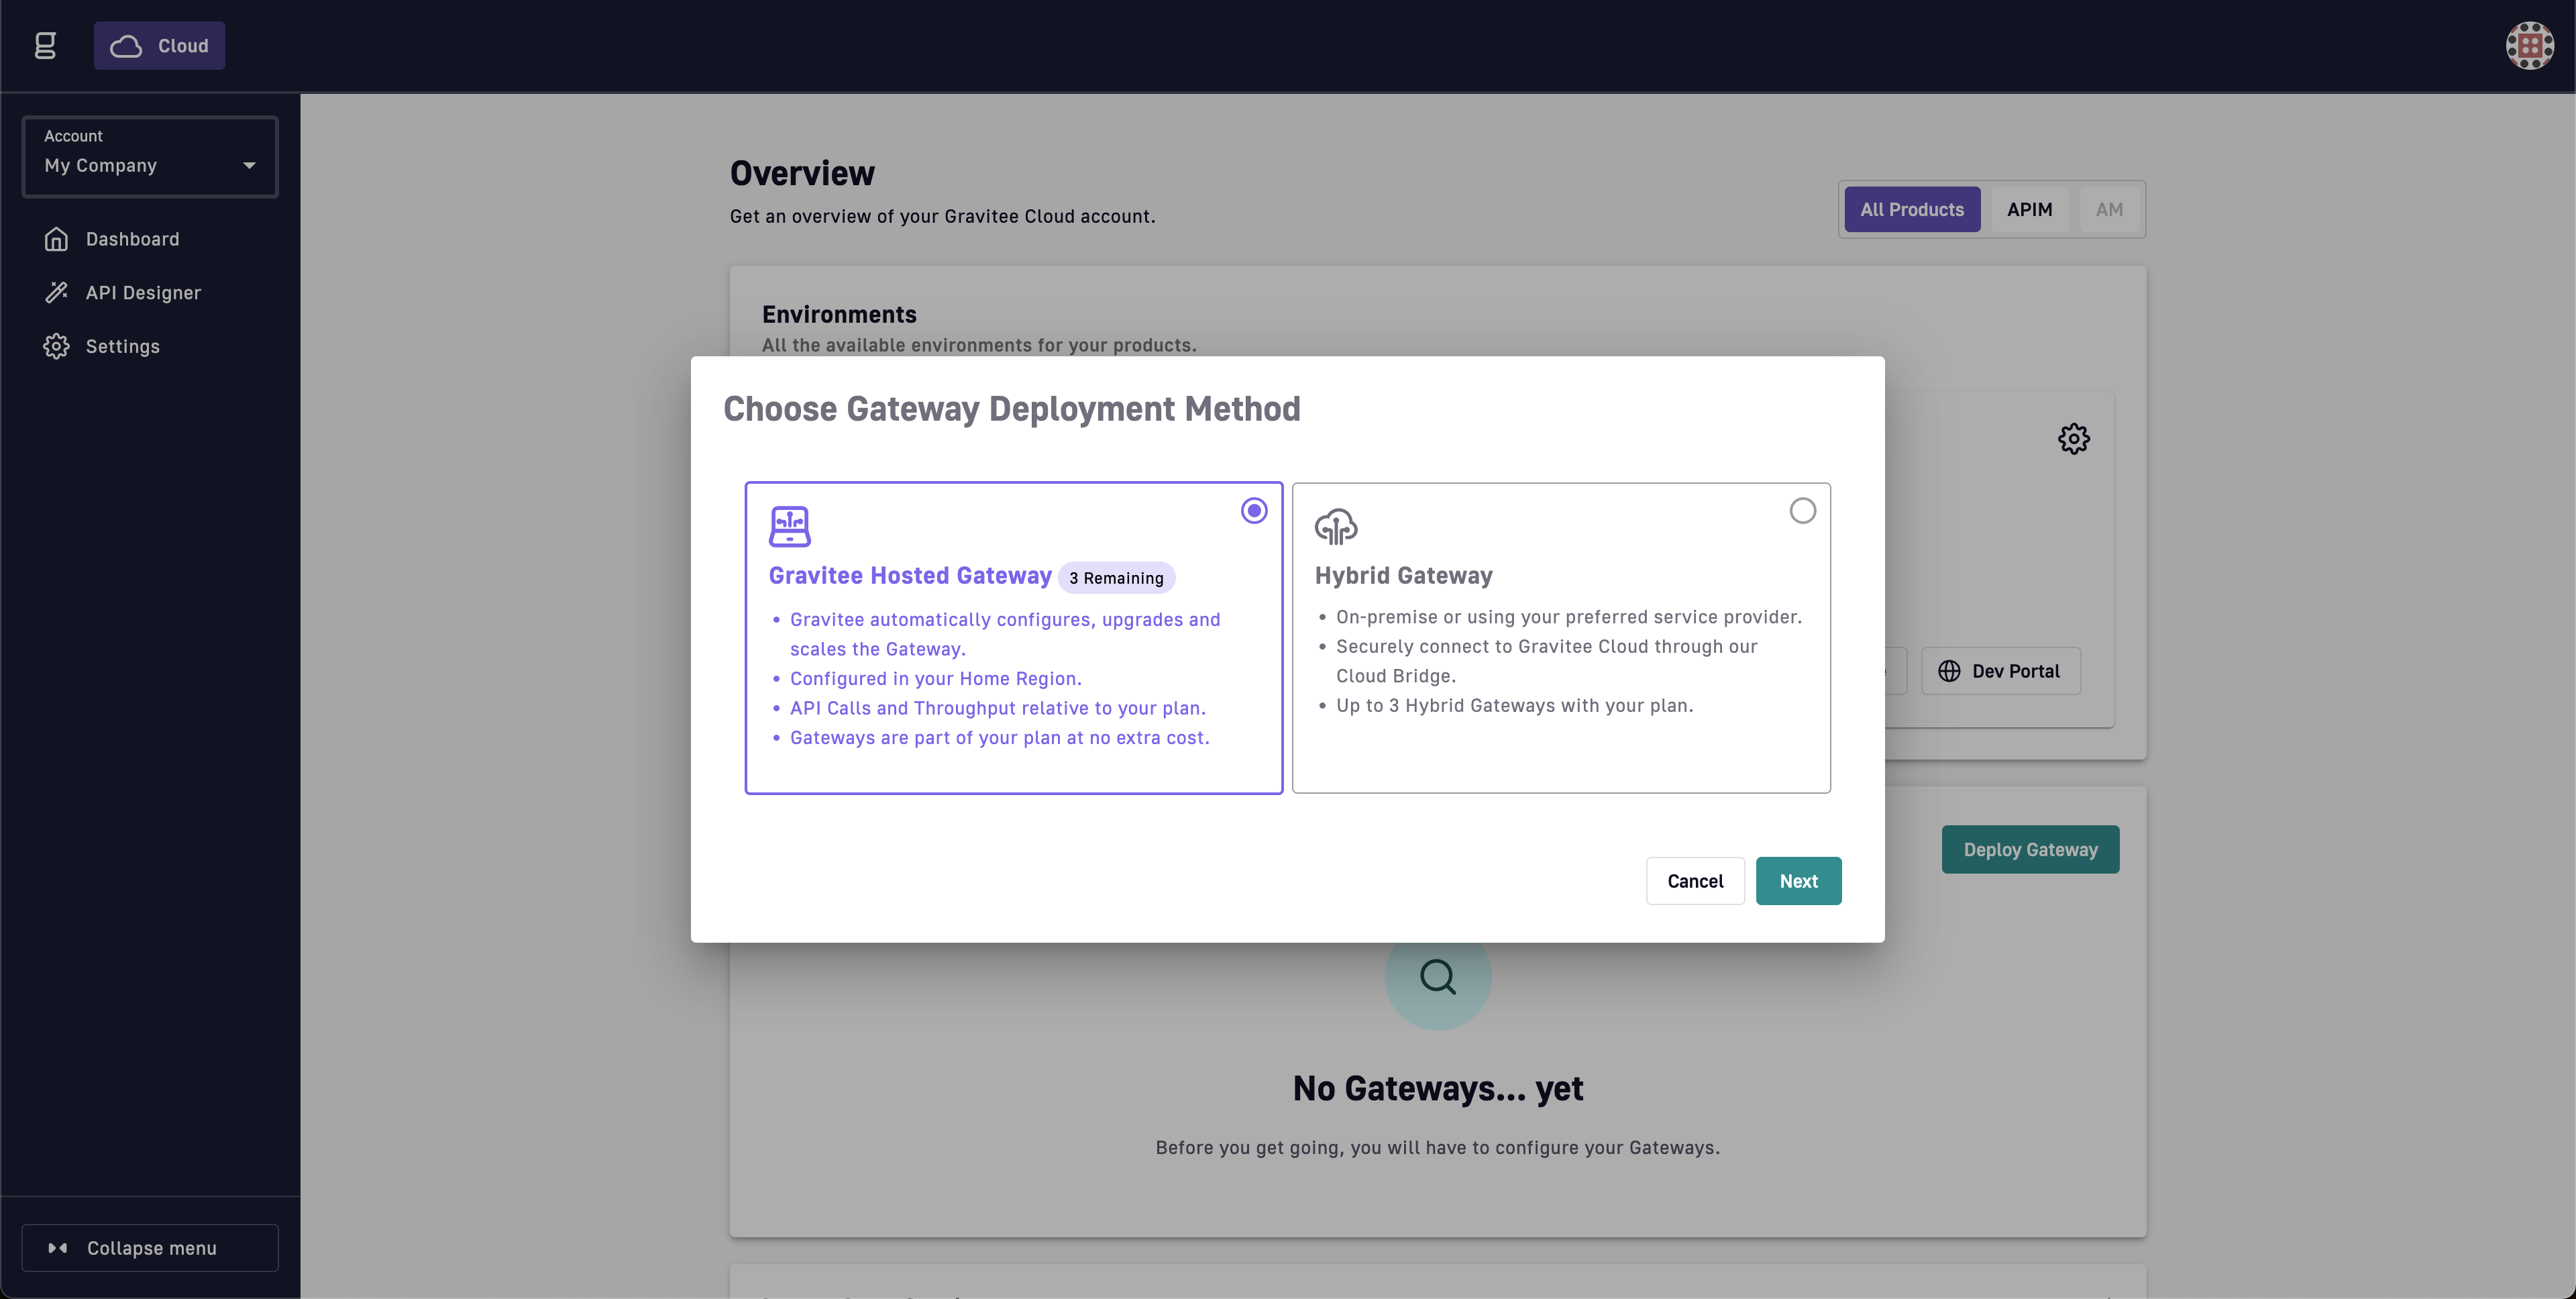 g
Cloud
Account
My Company
Dashboard
API Designer
Settings
Collapse menu
Overview
Get an overview of your Gravitee Cloud account.
All Products
APIM
AM
Environments
All the available environments for your products.
Choose Gateway Deployment Method
Gravitee Hosted Gateway
3 Remaining
• Gravitee automatically configures, upgrades and
scales the Gateway.
• Configured in your Home Region.
• API Calls and Throughput relative to your plan.
• Gateways are part of your plan at no extra cost.
Hybrid Gateway
• On-premise or using your preferred service provider.
• Securely connect to Gravitee Cloud through our
Cloud Bridge.
• Up to 3 Hybrid Gateways with your plan.
Cancel
Next
Dev Portal
Deploy Gateway
No Gateways... yet
Before you get going, you will have to configure your Gateways.